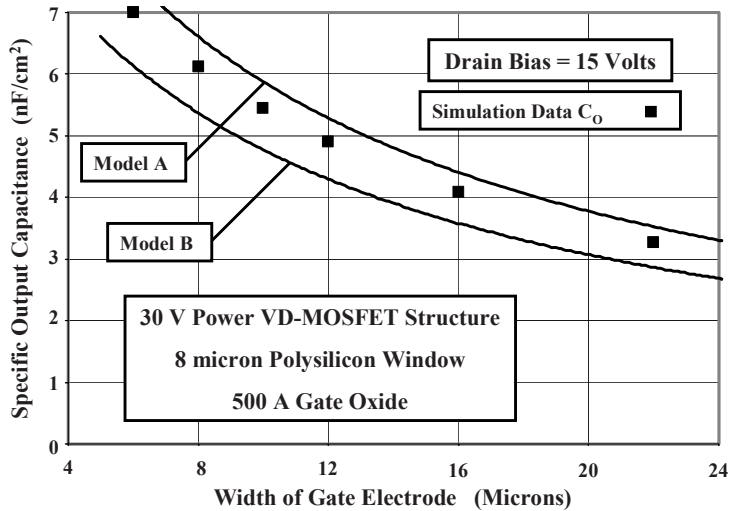 Specific Output Capacitance (nF/cm²)
7
6
5
4
3
2
1
0
Drain Bias = 15 Volts
Simulation Data C_O
Model A
Model B
30 V Power VD-MOSFET Structure
8 micron Polysilicon Window
500 A Gate Oxide
4 8 12 16 20 24
Width of Gate Electrode (Microns)